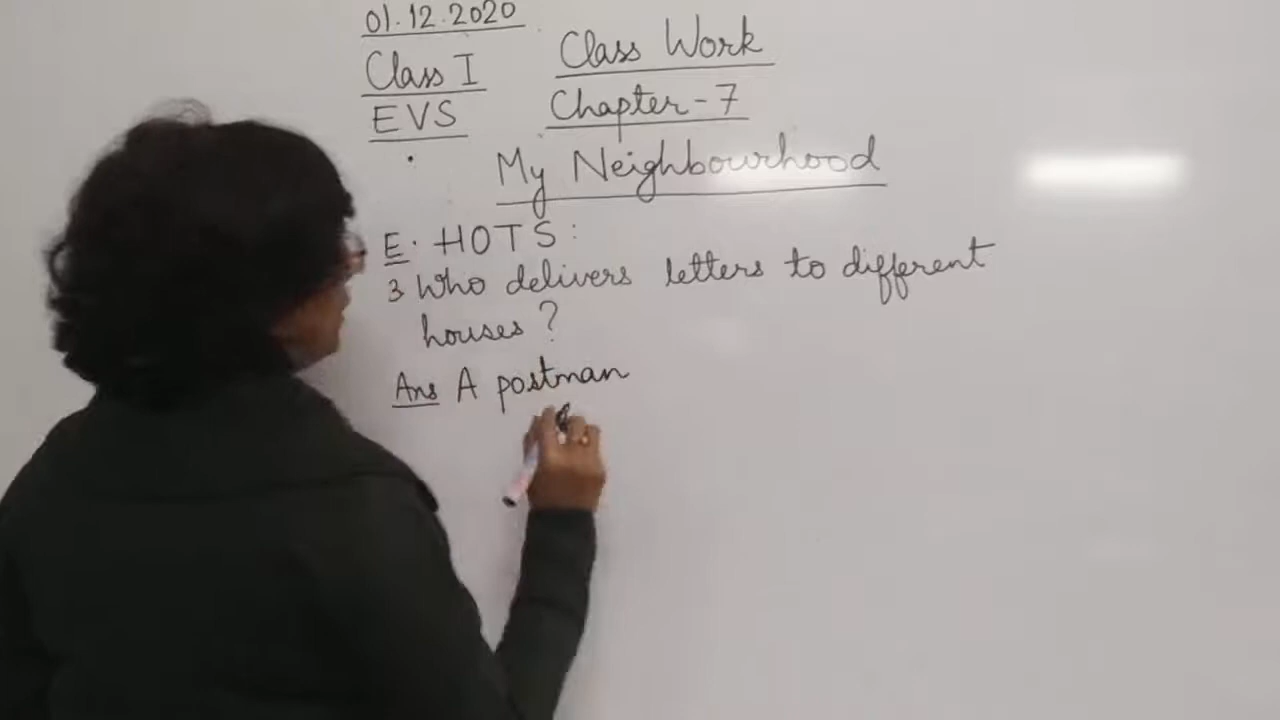 01.12.2020
Class I Class Work
EVS Chapter-7
My Neighbourhood
E. HOTS:
3 Who delivers letters to different
houses?
Ans A postman